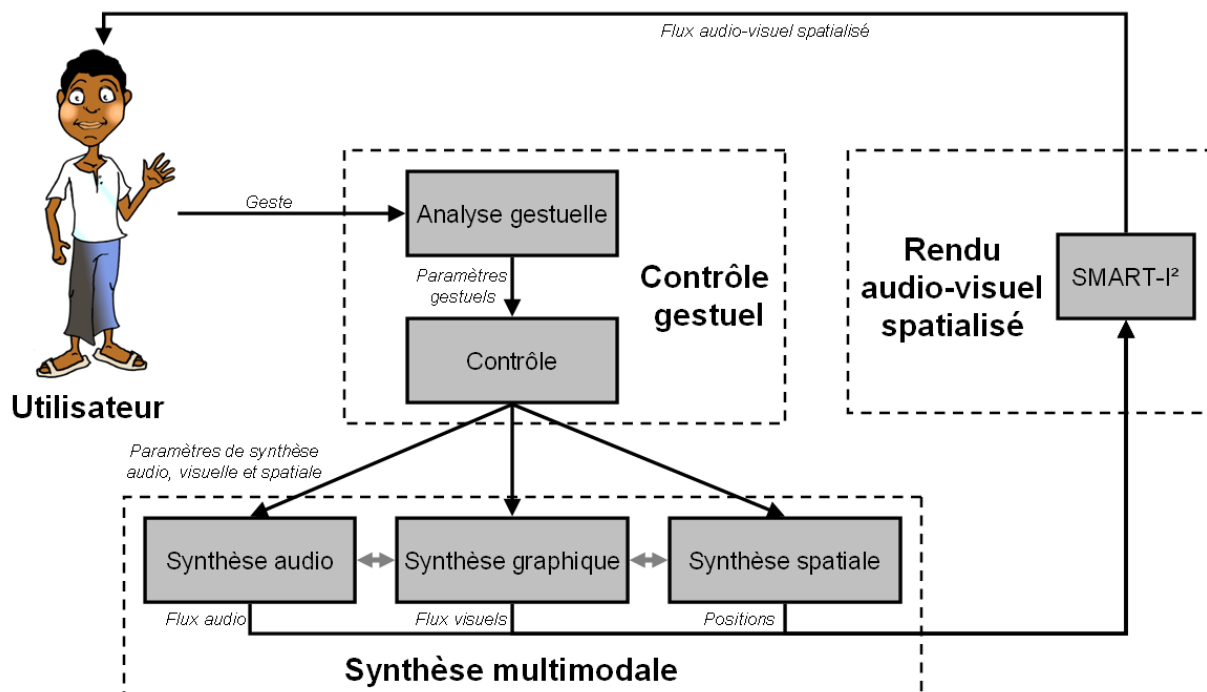 Flux audio-visuel spatialisé
Geste
Analyse gestuelle
Paramètres
gestuels
Contrôle
gestuel
Contrôle
Rendu
audio-visuel
spatialisé
SMART-I²
Utilisateur
Paramètres de synthèse
audio, visuelle et spatiale
Synthèse audio
Synthèse graphique
Synthèse spatiale
Flux audio
Flux visuels
Positions
Synthèse multimodale